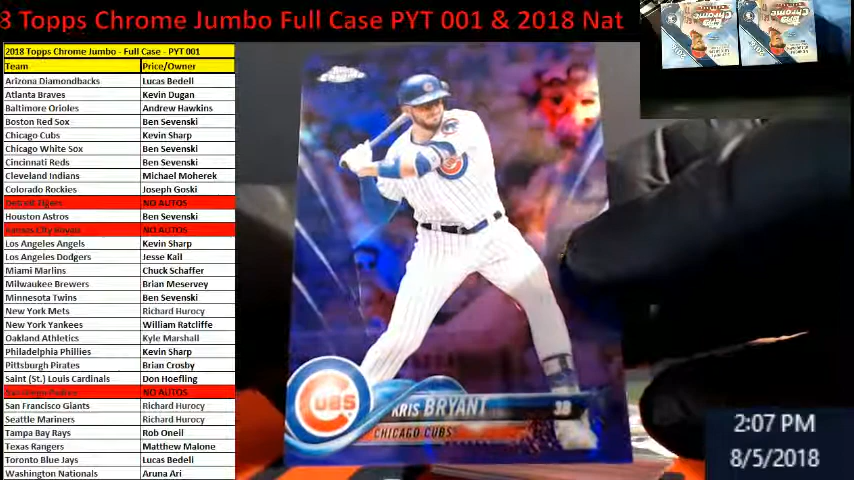 3 Topps Chrome Jumbo Full Case PYT 001 & 2018 Nat
2018 Topps Chrome Jumbo - Full Case - PYT 001
Team Price/Owner
Arizona Diamondbacks Lucas Bedell
Atlanta Braves Kevin Dugan
Baltimore Orioles Andrew Hawkins
Boston Red Sox Ben Sevenski
Chicago Cubs Kevin Sharp
Chicago White Sox Ben Sevenski
Cincinnati Reds Ben Sevenski
Cleveland Indians Michael Moherek
Colorado Rockies Joseph Goski
Detroit Tigers NO AUTOS
Houston Astros Ben Sevenski
Kansas City Royals NO AUTOS
Los Angeles Angels Kevin Sharp
Los Angeles Dodgers Jesse Kail
Miami Marlins Chuck Schaffer
Milwaukee Brewers Brian Meservey
Minnesota Twins Ben Sevenski
New York Mets Richard Hurocy
New York Yankees William Ratcliffe
Oakland Athletics Kyle Marshall
Philadelphia Phillies Kevin Sharp
Pittsburgh Pirates Brian Crosby
Saint (St.) Louis Cardinals Don Hoefling
San Diego Padres NO AUTOS
San Francisco Giants Richard Hurocy
Seattle Mariners Richard Hurocy
Tampa Bay Rays Rob Oneil
Texas Rangers Matthew Malone
Toronto Blue Jays Lucas Bedell
Washington Nationals Aruna Ari
CUBS
KRIS BRYANT 3B
CHICAGO CUBS
2:07 PM
8/5/2018